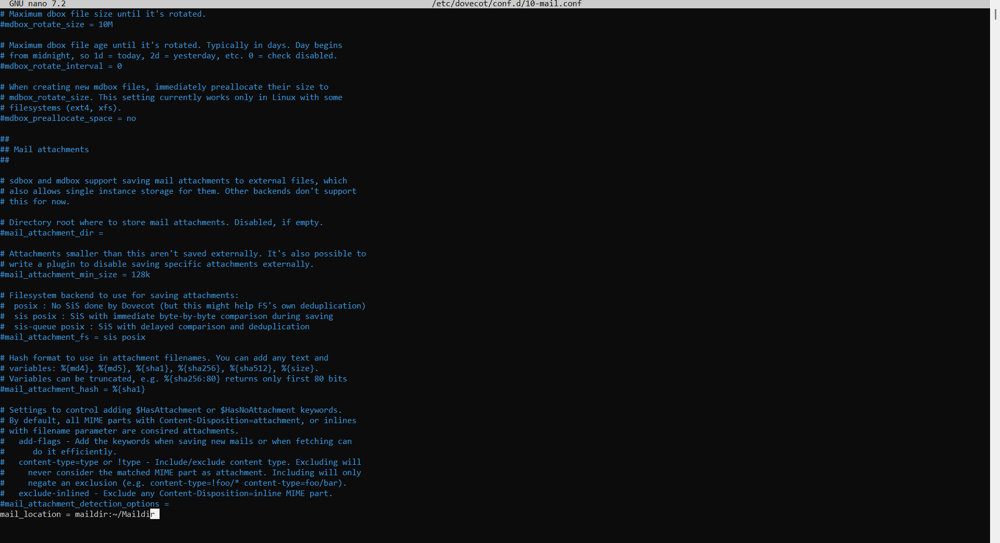 GNU nano 7.2 /etc/dovecot/conf.d/10-mail.conf
# Maximum dbox file size until it's rotated.
#mdbox_rotate_size = 10M
# Maximum dbox file age until it's rotated. Typically in days. Day begins
# from midnight, so 1d = today, 2d = yesterday, etc. 0 = check disabled.
#mdbox_rotate_interval = 0
# When creating new mdbox files, immediately preallocate their size to
# mdbox_rotate_size. This setting currently works only in Linux with some
# filesystems (ext4, xfs).
#mdbox_preallocate_space = no
##
## Mail attachments
##
# sdbox and mdbox support saving mail attachments to external files, which
# also allows single instance storage for them. Other backends don't support
# this for now.
# Directory root where to store mail attachments. Disabled, if empty.
#mail_attachment_dir =
# Attachments smaller than this aren't saved externally. It's also possible to
# write a plugin to disable saving specific attachments externally.
#mail_attachment_min_size = 128k
# Filesystem backend to use for saving attachments:
#  posix : No SiS done by Dovecot (but this might help FS's own deduplication)
#  sis posix : SiS with immediate byte-by-byte comparison during saving
#  sis-queue posix : SiS with delayed comparison and deduplication
#mail_attachment_fs = sis posix
# Hash format to use in attachment filenames. You can add any text and
# variables: %{md4}, %{md5}, %{sha1}, %{sha256}, %{sha512}, %{size}.
# Variables can be truncated, e.g. %{sha256:80} returns only first 80 bits
#mail_attachment_hash = %{sha1}
# Settings to control adding $HasAttachment or $HasNoAttachment keywords.
# By default, all MIME parts with Content-Disposition=attachment, or inlines
# with filename parameter are consired attachments.
#   add-flags - Add the keywords when saving new mails or when fetching can
#      do it efficiently.
#   content-type=type or !type - Include/exclude content type. Excluding will
#     never consider the matched MIME part as attachment. Including will only
#     negate an exclusion (e.g. content-type=!foo/* content-type=foo/bar).
#   exclude-inlined - Exclude any Content-Disposition=inline MIME part.
#mail_attachment_detection_options =
mail_location = maildir:~/Maildir